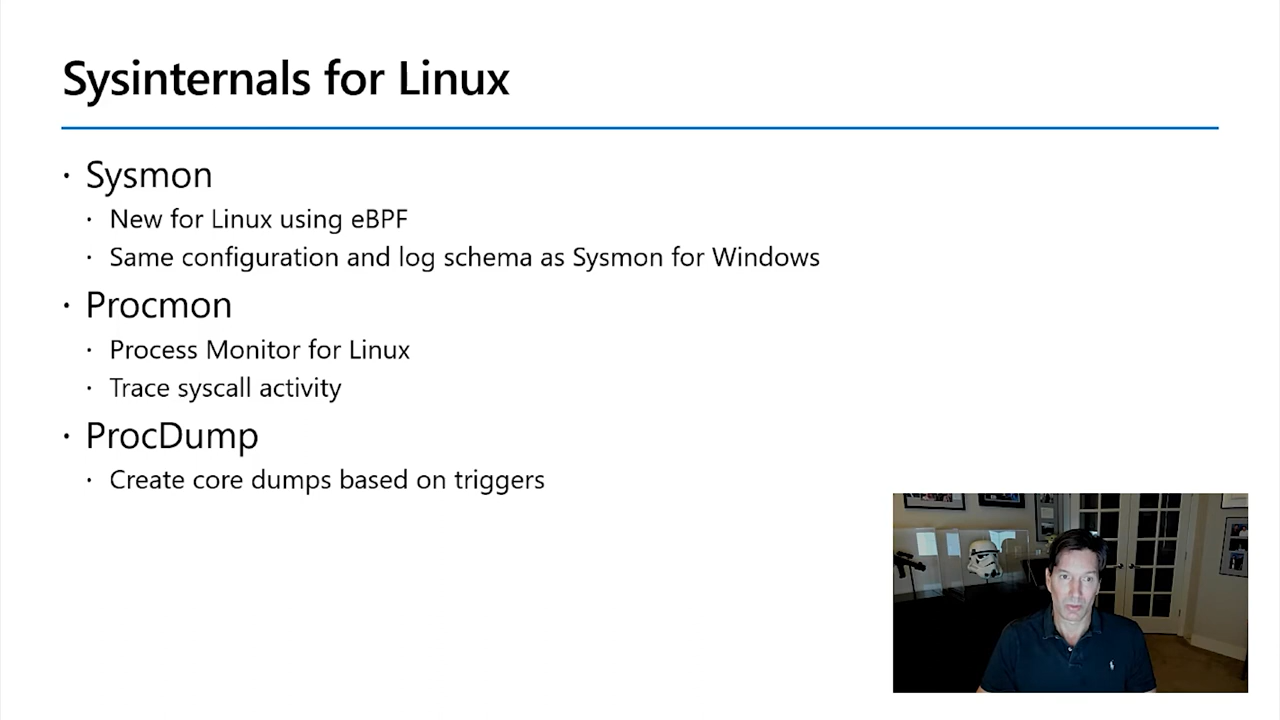 Sysinternals for Linux
· Sysmon
· New for Linux using eBPF
· Same configuration and log schema as Sysmon for Windows
· Procmon
· Process Monitor for Linux
· Trace syscall activity
· ProcDump
· Create core dumps based on triggers